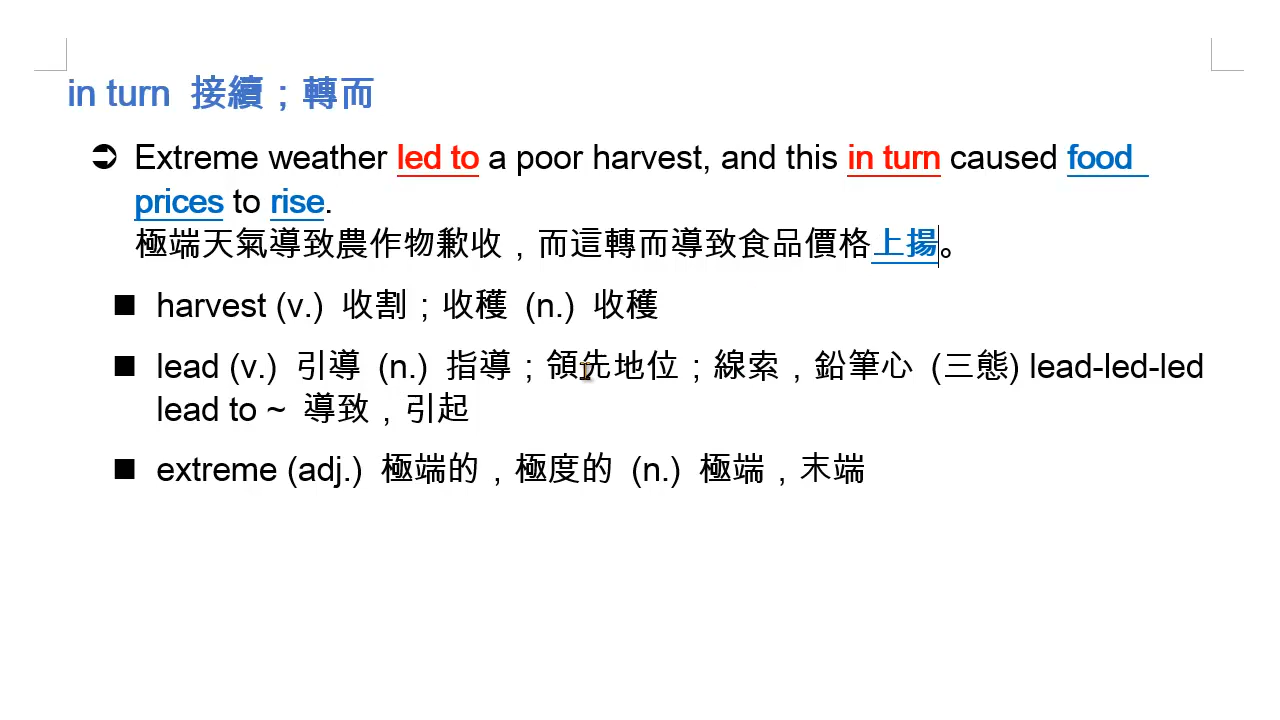 in turn 接續；轉而
➲ Extreme weather led to a poor harvest, and this in turn caused food
prices to rise.
極端天氣導致農作物歉收，而這轉而導致食品價格上揚。
■ harvest (v.) 收割；收穫 (n.) 收穫
■ lead (v.) 引導 (n.) 指導；領先地位；線索，鉛筆心 (三態) lead-led-led
lead to ~ 導致，引起
■ extreme (adj.) 極端的，極度的 (n.) 極端，末端